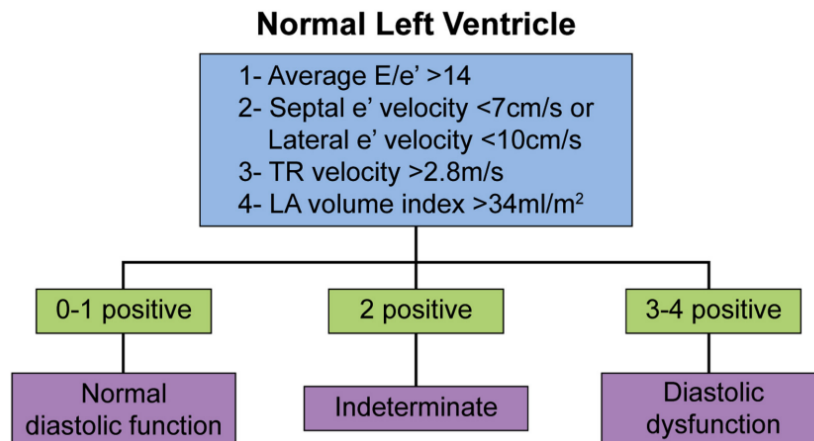 Normal Left Ventricle
1- Average E/e’ >14
2- Septal e’ velocity <7cm/s or
Lateral e’ velocity <10cm/s
3- TR velocity >2.8m/s
4- LA volume index >34ml/m²
0-1 positive
2 positive
3-4 positive
Normal
diastolic function
Indeterminate
Diastolic
dysfunction